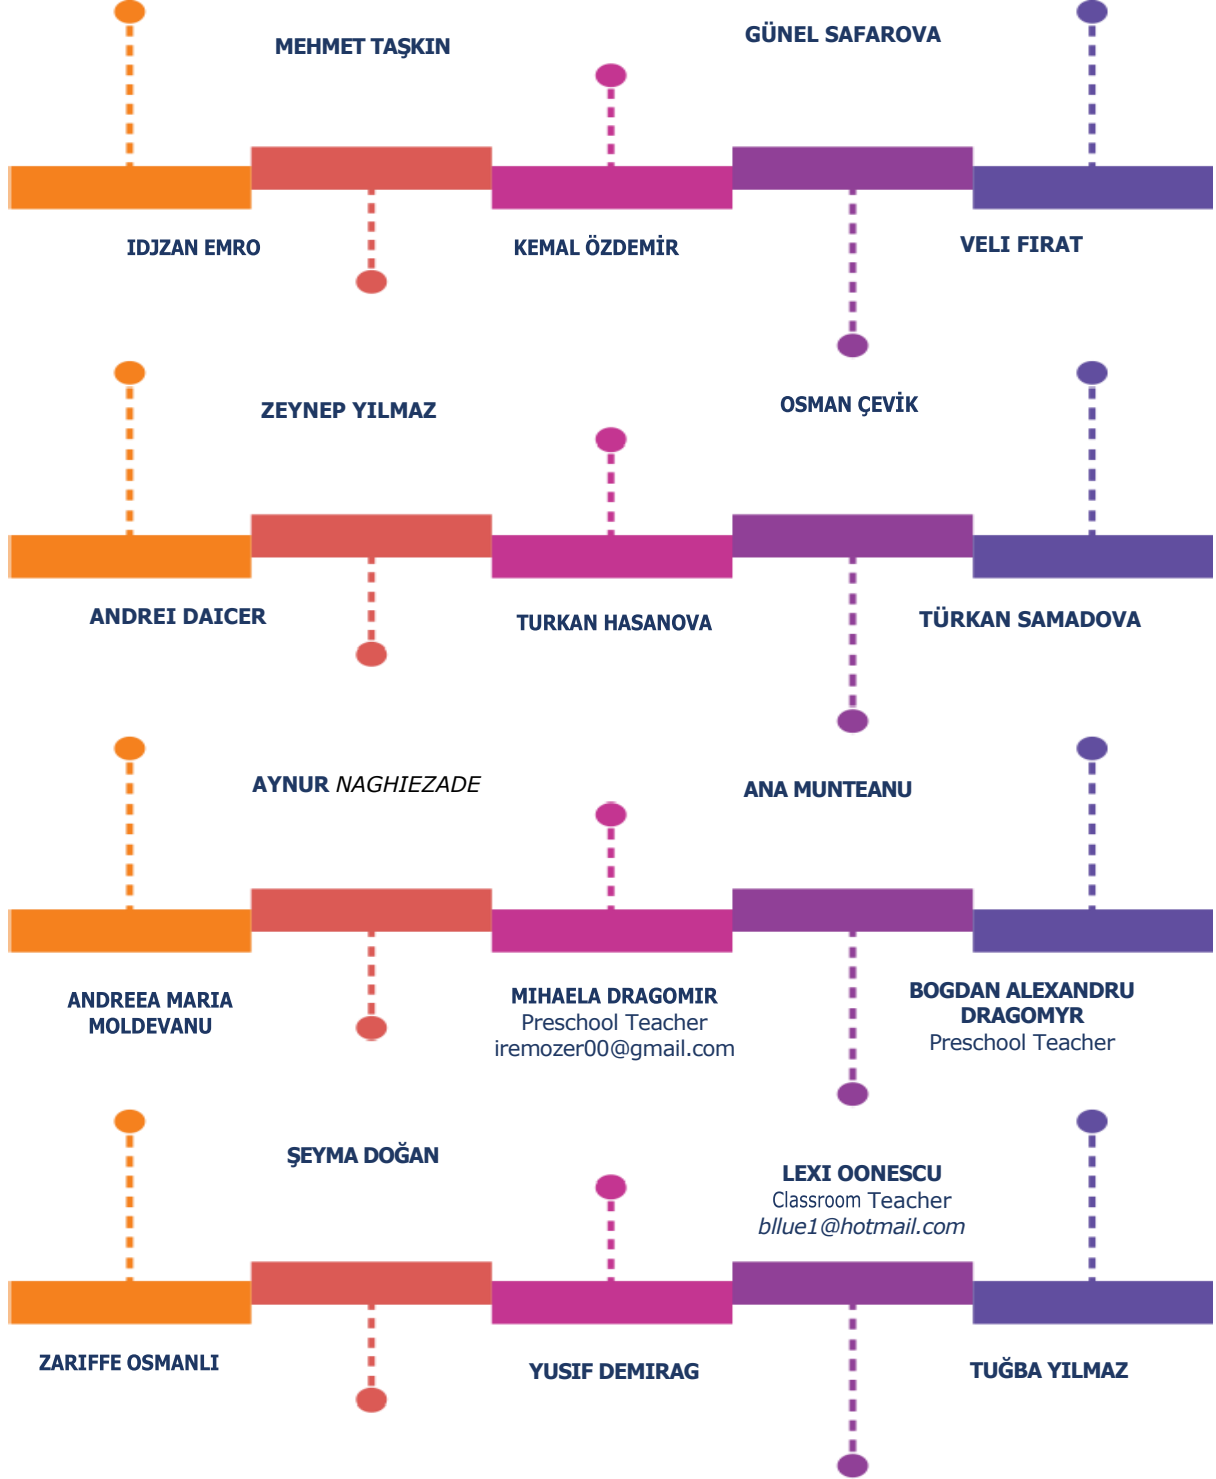 MEHMET TAŞKIN
GÜNEL SAFAROVA
IDJZAN EMRO
KEMAL ÖZDEMİR
VELI FIRAT
ZEYNEP YILMAZ
OSMAN ÇEVİK
ANDREI DAICER
TURKAN HASANOVA
TÜRKAN SAMADOVA
AYNUR NAGHIEZADE
ANA MUNTEANU
ANDREEA MARIA
MOLDEVANU
MIHAELA DRAGOMIR
Preschool Teacher
iremozer00@gmail.com
BOGDAN ALEXANDRU
DRAGOMYR
Preschool Teacher
ŞEYMA DOĞAN
LEXI OONESCU
Classroom Teacher
bllue1@hotmail.com
ZARIFFE OSMANLI
YUSIF DEMIRAG
TUĞBA YILMAZ